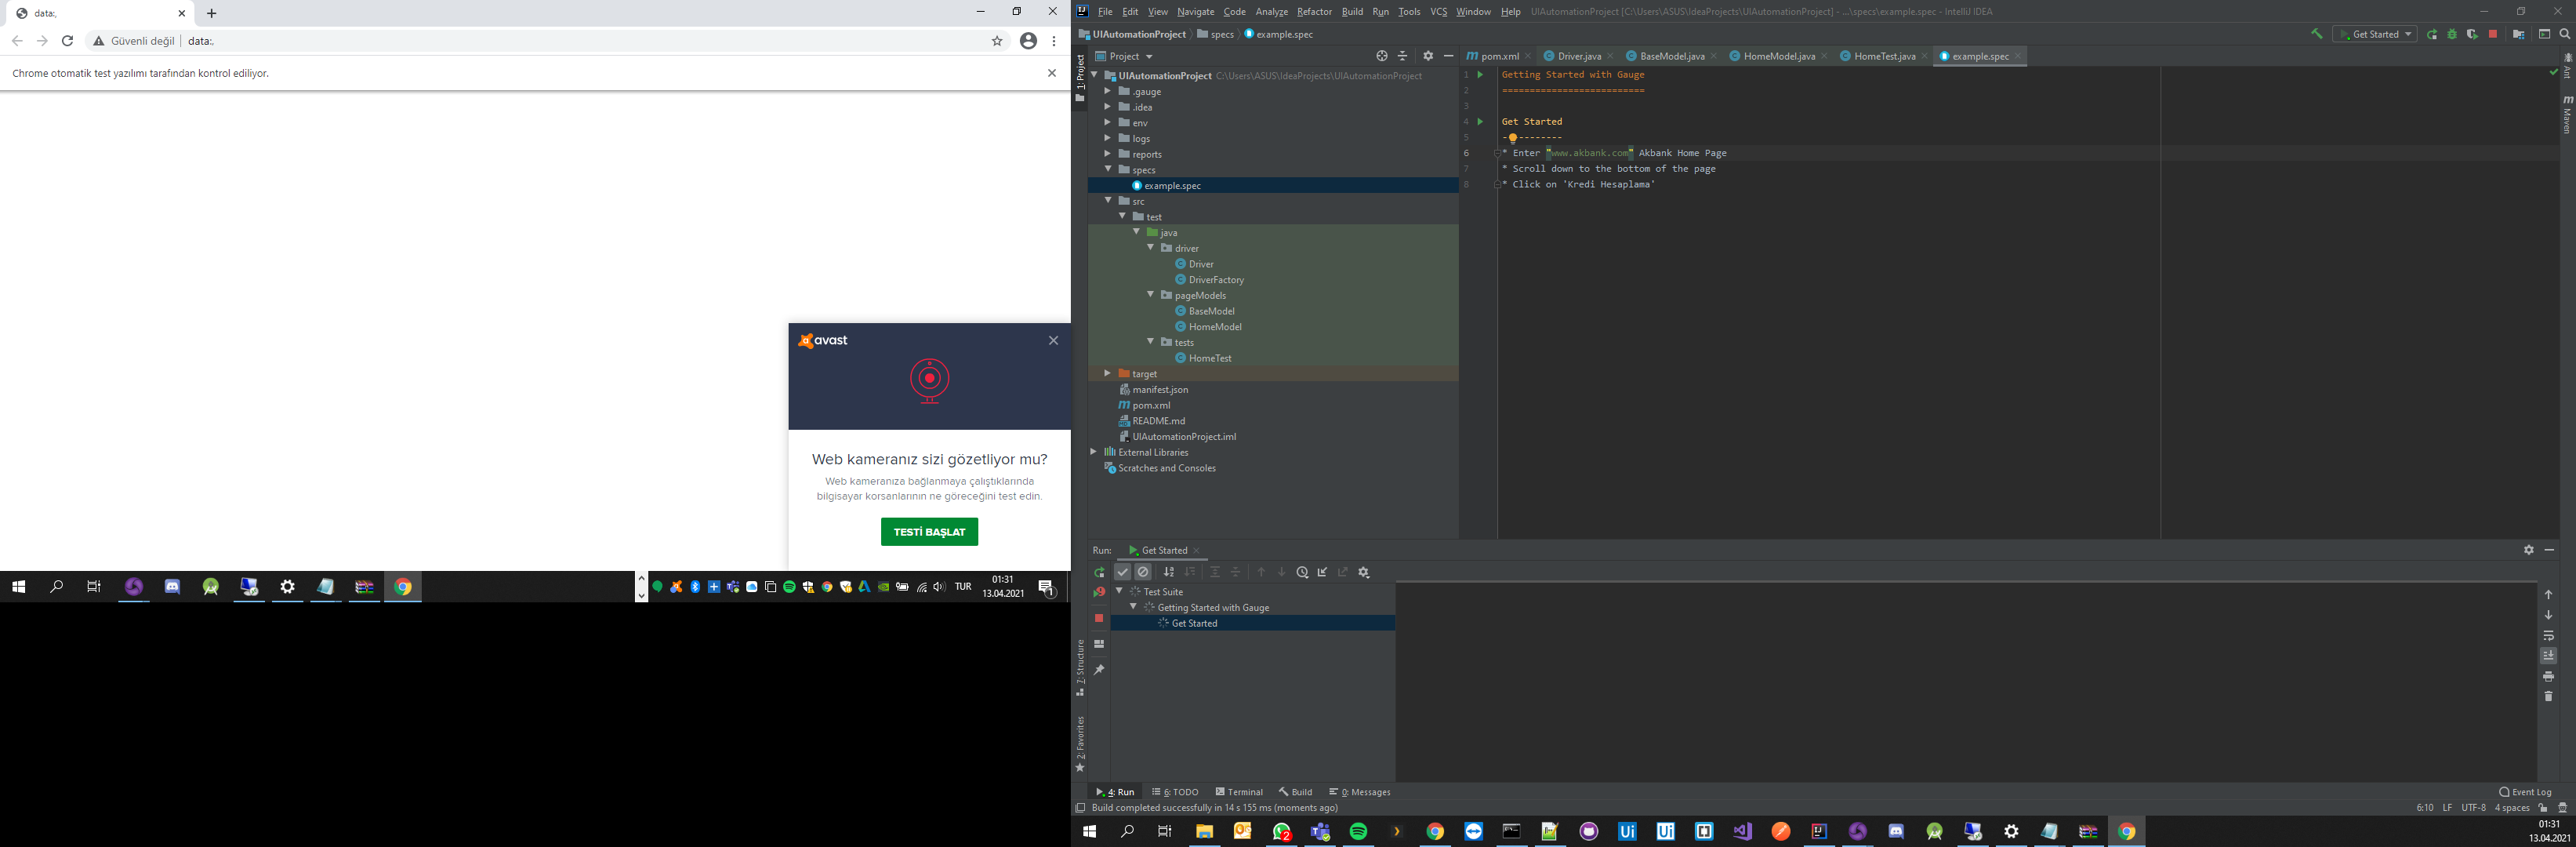 data:,
Güvenli değil
data:,
Chrome otomatik test yazılımı tarafından kontrol ediliyor.
avast
Web kameranız sizi gözetliyor mu?
Web kameranıza bağlanmaya çalıştıklarında
bilgisayar korsanlarının ne göreceğini test edin.
TESTİ BAŞLAT
TUR
01:31
13.04.2021
1
File Edit View Navigate Code Analyze Refactor Build Run Tools VCS Window Help UIAutomationProject [C:\Users\ASUS\IdeaProjects\UIAutomationProject] - ...\specs\example.spec - IntelliJ IDEA
UIAutomationProject specs example.spec
Get Started
1: Project
Project
UIAutomationProject C:\Users\ASUS\IdeaProjects\UIAutomationProject
.gauge
.idea
env
logs
reports
specs
example.spec
src
test
java
driver
Driver
DriverFactory
pageModels
BaseModel
HomeModel
tests
HomeTest
target
manifest.json
pom.xml
README.md
UIAutomationProject.iml
External Libraries
Scratches and Consoles
pom.xml Driver.java BaseModel.java HomeModel.java HomeTest.java example.spec
1 Getting Started with Gauge
2 ==========================
3
4 Get Started
5 -----------
6 * Enter "www.akbank.com" Akbank Home Page
7 * Scroll down to the bottom of the page
8 * Click on 'Kredi Hesaplama'
Ant
Maven
Run: Get Started
Test Suite
Getting Started with Gauge
Get Started
7: Structure
2: Favorites
4: Run 6: TODO Terminal Build 0: Messages
Event Log
Build completed successfully in 14 s 155 ms (moments ago)
6:10 LF UTF-8 4 spaces
2
Ui
Ui
01:31
13.04.2021